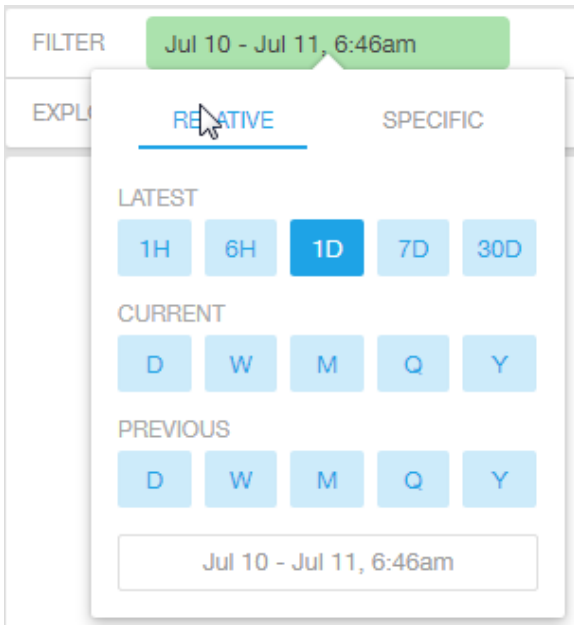 FILTER Jul 10 - Jul 11, 6:46am
EXPL
RELATIVE SPECIFIC
LATEST
1H 6H 1D 7D 30D
CURRENT
D W M Q Y
PREVIOUS
D W M Q Y
Jul 10 - Jul 11, 6:46am